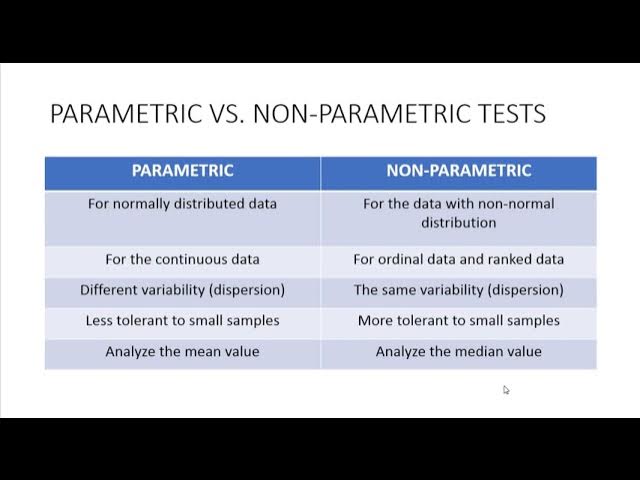 PARAMETRIC VS. NON-PARAMETRIC TESTS
PARAMETRIC
NON-PARAMETRIC
For normally distributed data
For the data with non-normal
distribution
For the continuous data
For ordinal data and ranked data
Different variability (dispersion)
The same variability (dispersion)
Less tolerant to small samples
More tolerant to small samples
Analyze the mean value
Analyze the median value